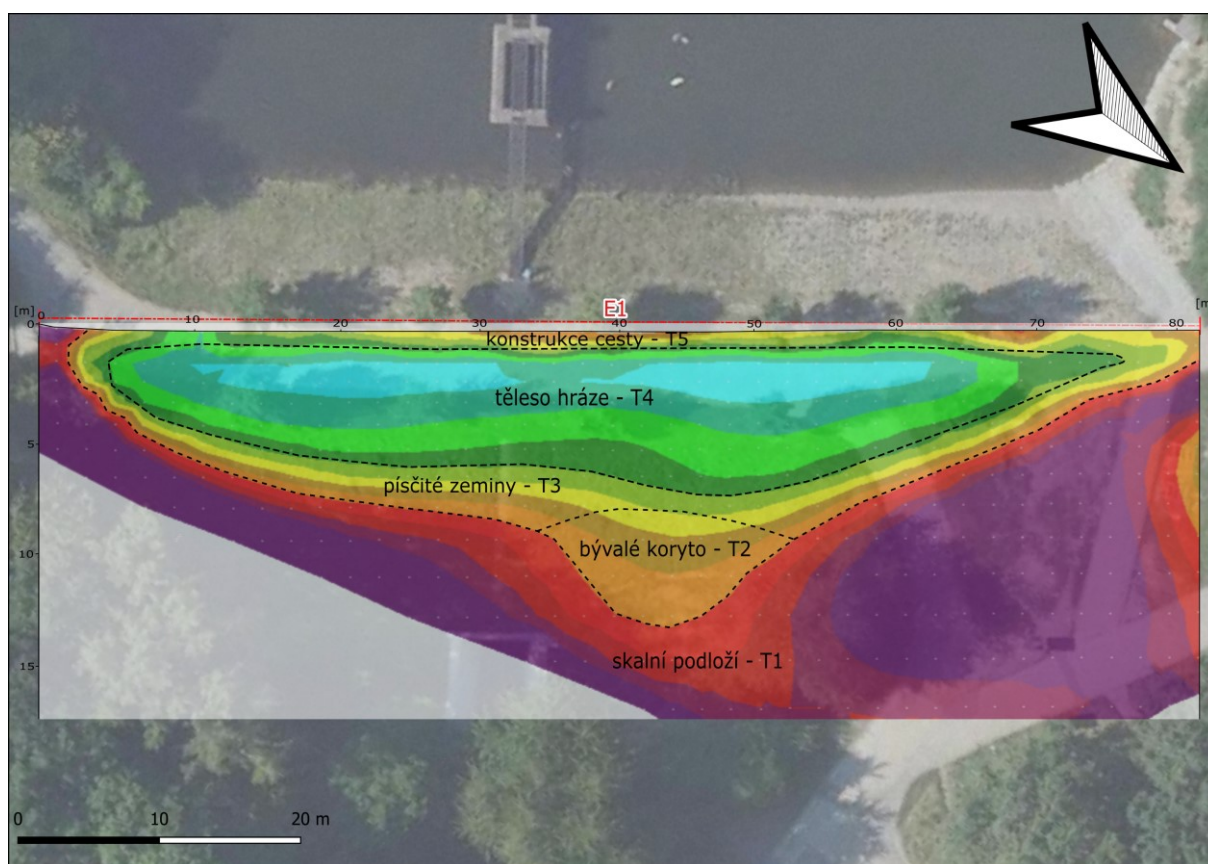 E1
[m]
[m
0
10
20
30
40
50
60
70
80
0
konstrukce cesty - T5
těleso hráze - T4
5
písčité zeminy - T3
10
bývalé koryto - T2
15
skalní podloží - T1
0
10
20 m